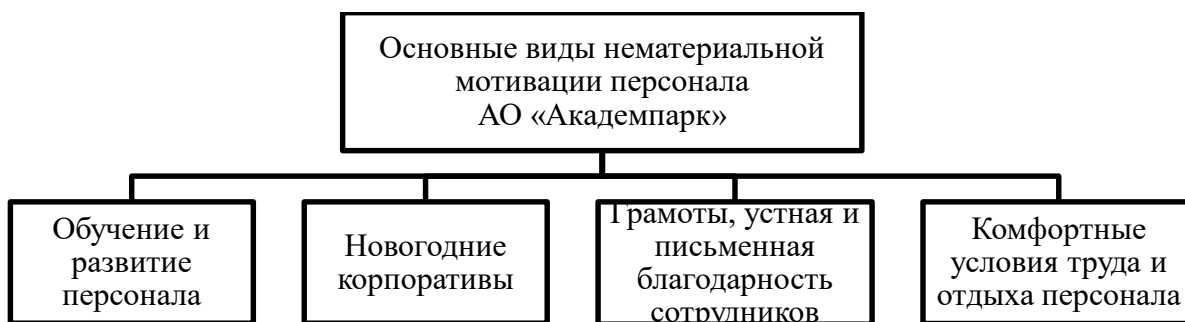 Основные виды нематериальной
мотивации персонала
АО «Академпарк»
Обучение и
развитие
персонала
Новогодние
корпоративы
Грамоты, устная и
письменная
благодарность
сотрудников
Комфортные
условия труда и
отдыха персонала